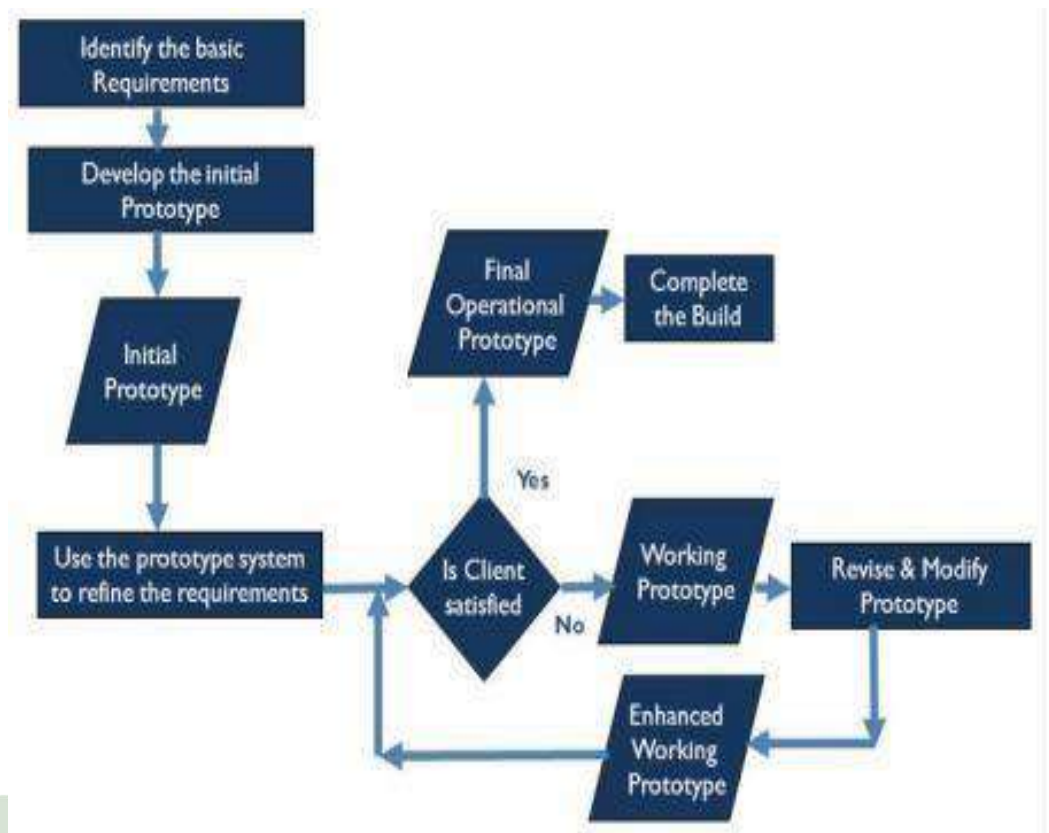 Identify the basic
Requirements
Develop the initial
Prototype
Initial
Prototype
Use the prototype system
to refine the requirements
Is Client
satisfied
Yes
Final
Operational
Prototype
Complete
the Build
No
Working
Prototype
Revise & Modify
Prototype
Enhanced
Working
Prototype